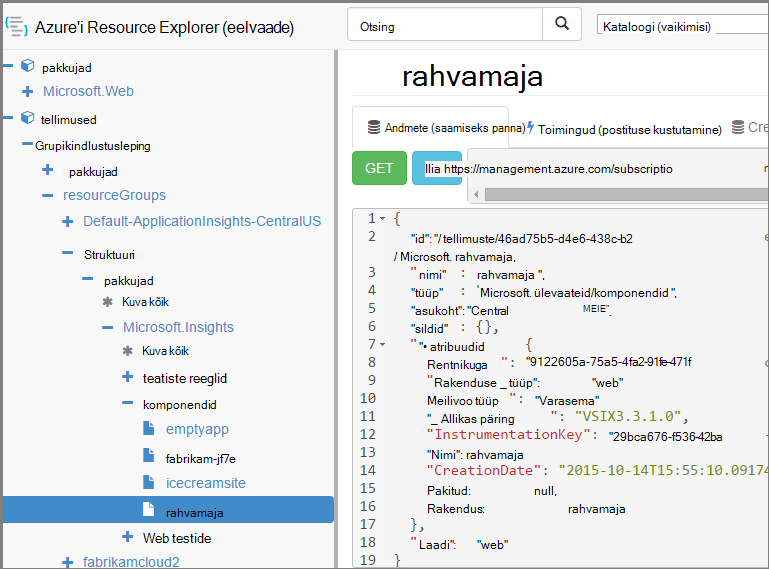 Azure'i Resource Explorer (eelvaade)
Otsing
Kataloogi (vaikimisi)
pakkujad
Microsoft.Web
tellimused
Grupikindlustusleping
pakkujad
resourceGroups
Default-ApplicationInsights-CentralUS
Struktuuri
pakkujad
Kuva kõik
Microsoft.Insights
Kuva kõik
teatiste reeglid
komponendid
emptyapp
fabrikam-jf7e
icecreamsite
rahvamaja
Web testide
fabrikamcloud2
rahvamaja
Andmete (saamiseks panna) Toimingud (postituse kustutamine) Cre
GET llia https://management.azure.com/subscriptio
1 {
2 "id": "/ tellimuste/46ad75b5-d4e6-438c-b2
/ Microsoft. rahvamaja,
3 "nimi" : rahvamaja ",
4 "tüüp" : 'Microsoft. ülevaateid/komponendid ",
5 "asukoht": "Central MEIE".
6 "sildid" : {},
7 "• atribuudid {
8 Rentnikuga ": "9122605a-75a5-4fa2-91fe-471f
9 "Rakenduse _ tüüp": "web"
10 Meilivoo tüüp ": "Varasema"
11 "_ Allikas päring ": "VSIX3.3.1.0",
12 "InstrumentationKey": "29bca676-f536-42ba
13 "Nimi": rahvamaja
14 "CreationDate": "2015-10-14T15:55:10.09174
15 Pakitud: null,
16 Rakendus: rahvamaja
17 },
18 "Laadi": "web"
19 }